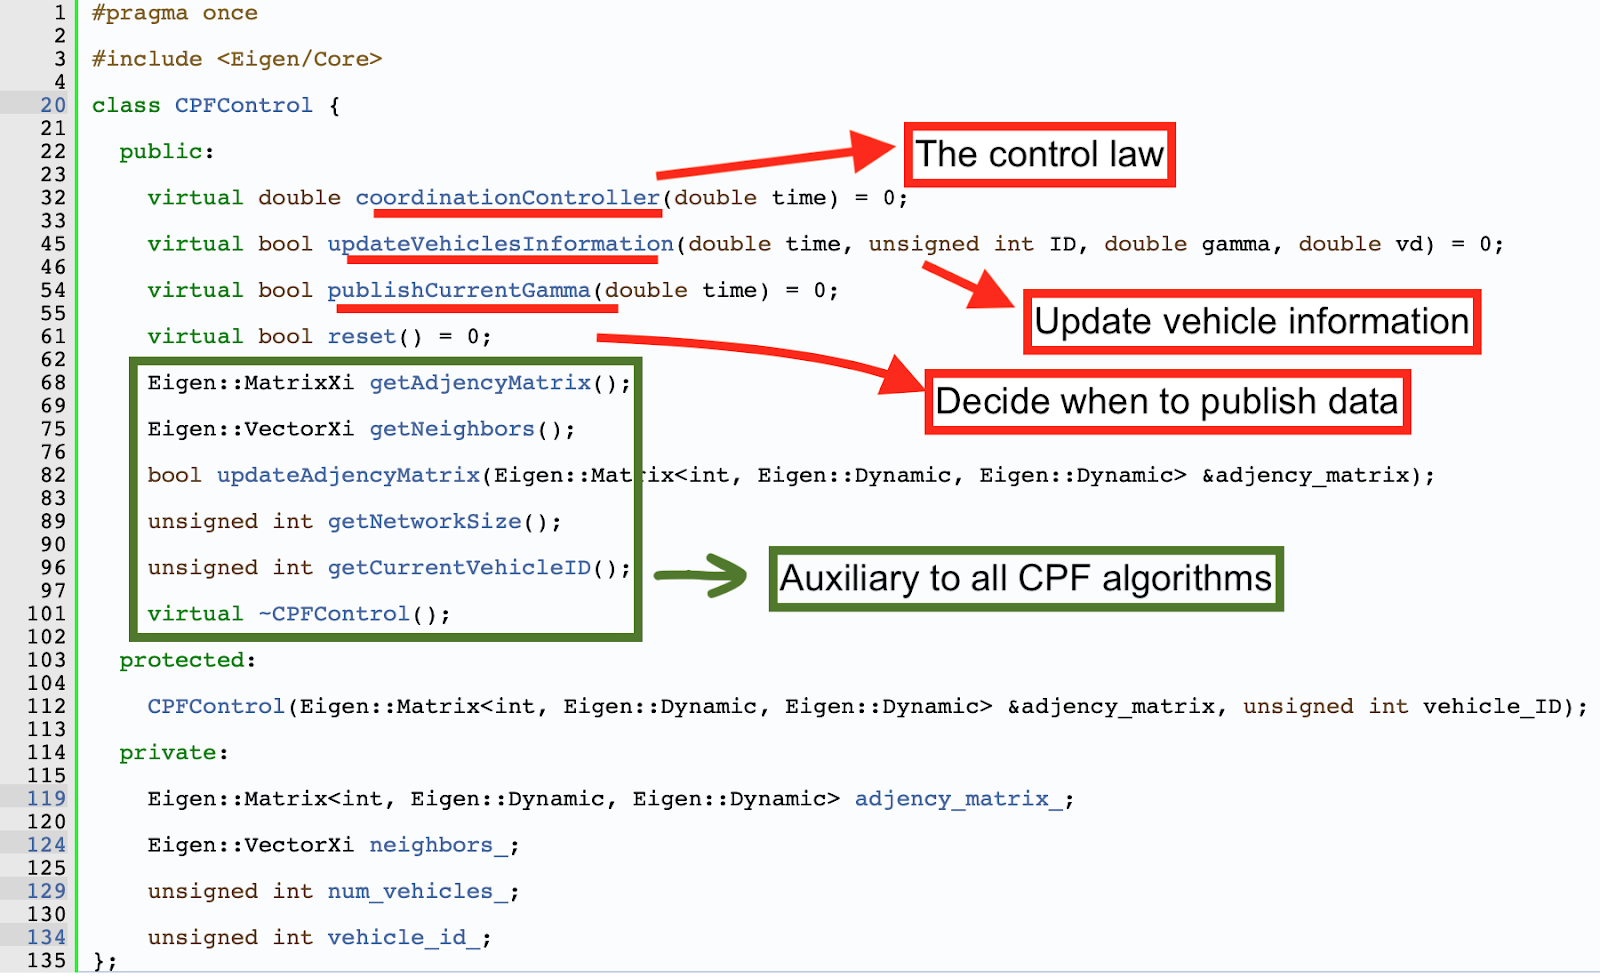 1 #pragma once
2
3 #include <Eigen/Core>
4
20 class CPFControl {
21
22 public:
23
The control law
32 virtual double coordinationController(double time) = 0;
33
45 virtual bool updateVehiclesInformation(double time, unsigned int ID, double gamma, double vd) = 0;
46
54 virtual bool publishCurrentGamma(double time) = 0;
55
Update vehicle information
61 virtual bool reset() = 0;
62
68 Eigen::MatrixXi getAdjencyMatrix();
69
Decide when to publish data
75 Eigen::VectorXi getNeighbors();
76
82 bool updateAdjencyMatrix(Eigen::Matrix<int, Eigen::Dynamic, Eigen::Dynamic> &adjency_matrix);
83
89 unsigned int getNetworkSize();
90
96 unsigned int getCurrentVehicleID();
Auxiliary to all CPF algorithms
97
101 virtual ~CPFControl();
102
103 protected:
104
112 CPFControl(Eigen::Matrix<int, Eigen::Dynamic, Eigen::Dynamic> &adjency_matrix, unsigned int vehicle_ID);
113
114 private:
115
119 Eigen::Matrix<int, Eigen::Dynamic, Eigen::Dynamic> adjency_matrix_;
120
124 Eigen::VectorXi neighbors_;
125
129 unsigned int num_vehicles_;
130
134 unsigned int vehicle_id_;
135 };